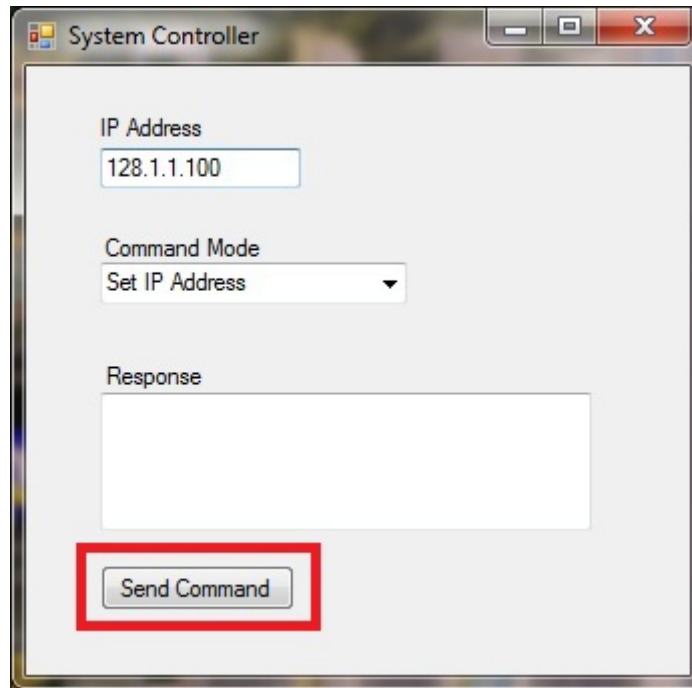 System Controller
IP Address
128.1.1.100
Command Mode
Set IP Address
Response
Send Command